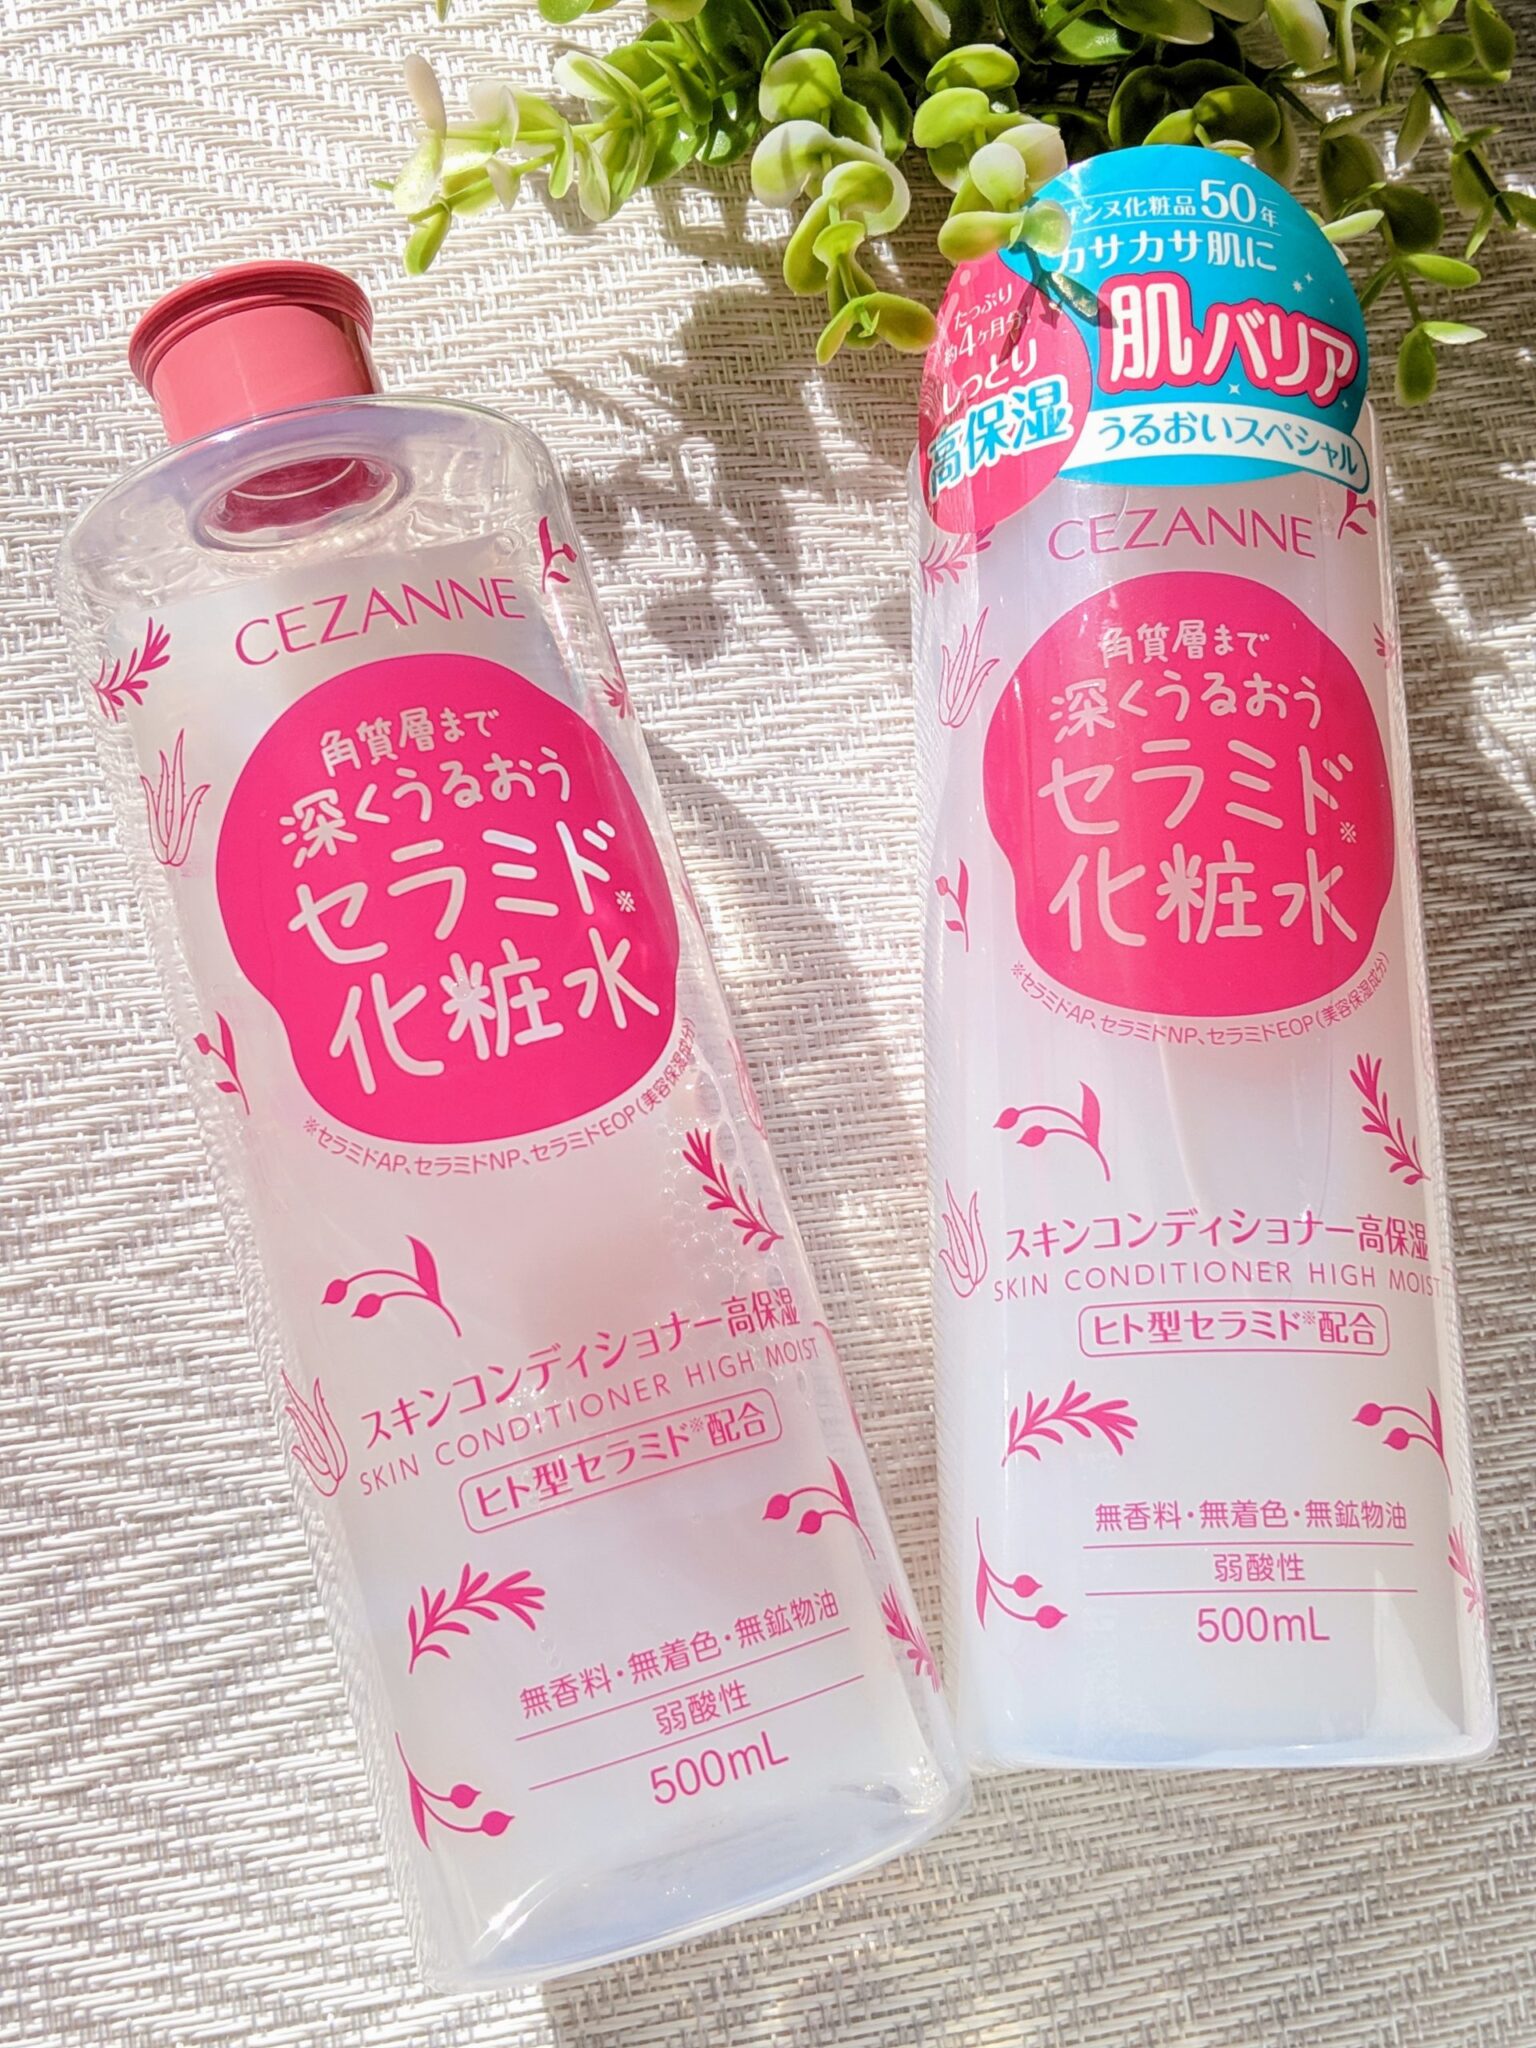 CEZANNE
角質層まで
深くうるおう
セラミド※
化粧水
※セラミドAP、セラミドNP、セラミドEOP(美容保湿成分)
スキンコンディショナー高保湿
SKIN CONDITIONER HIGH MOIST
ヒト型セラミド※配合
無香料・無着色・無鉱物油
弱酸性
500mL
ザンヌ化粧品50年
カサカサ肌に
肌バリア
うるおいスペシャル
たっぷり
約4ヶ月分!
しっとり
高保湿
CEZANNE
角質層まで
深くうるおう
セラミド※
化粧水
※セラミドAP、セラミドNP、セラミドEOP(美容保湿成分)
スキンコンディショナー高保湿
SKIN CONDITIONER HIGH MOIST
ヒト型セラミド※配合
無香料・無着色・無鉱物油
弱酸性
500mL